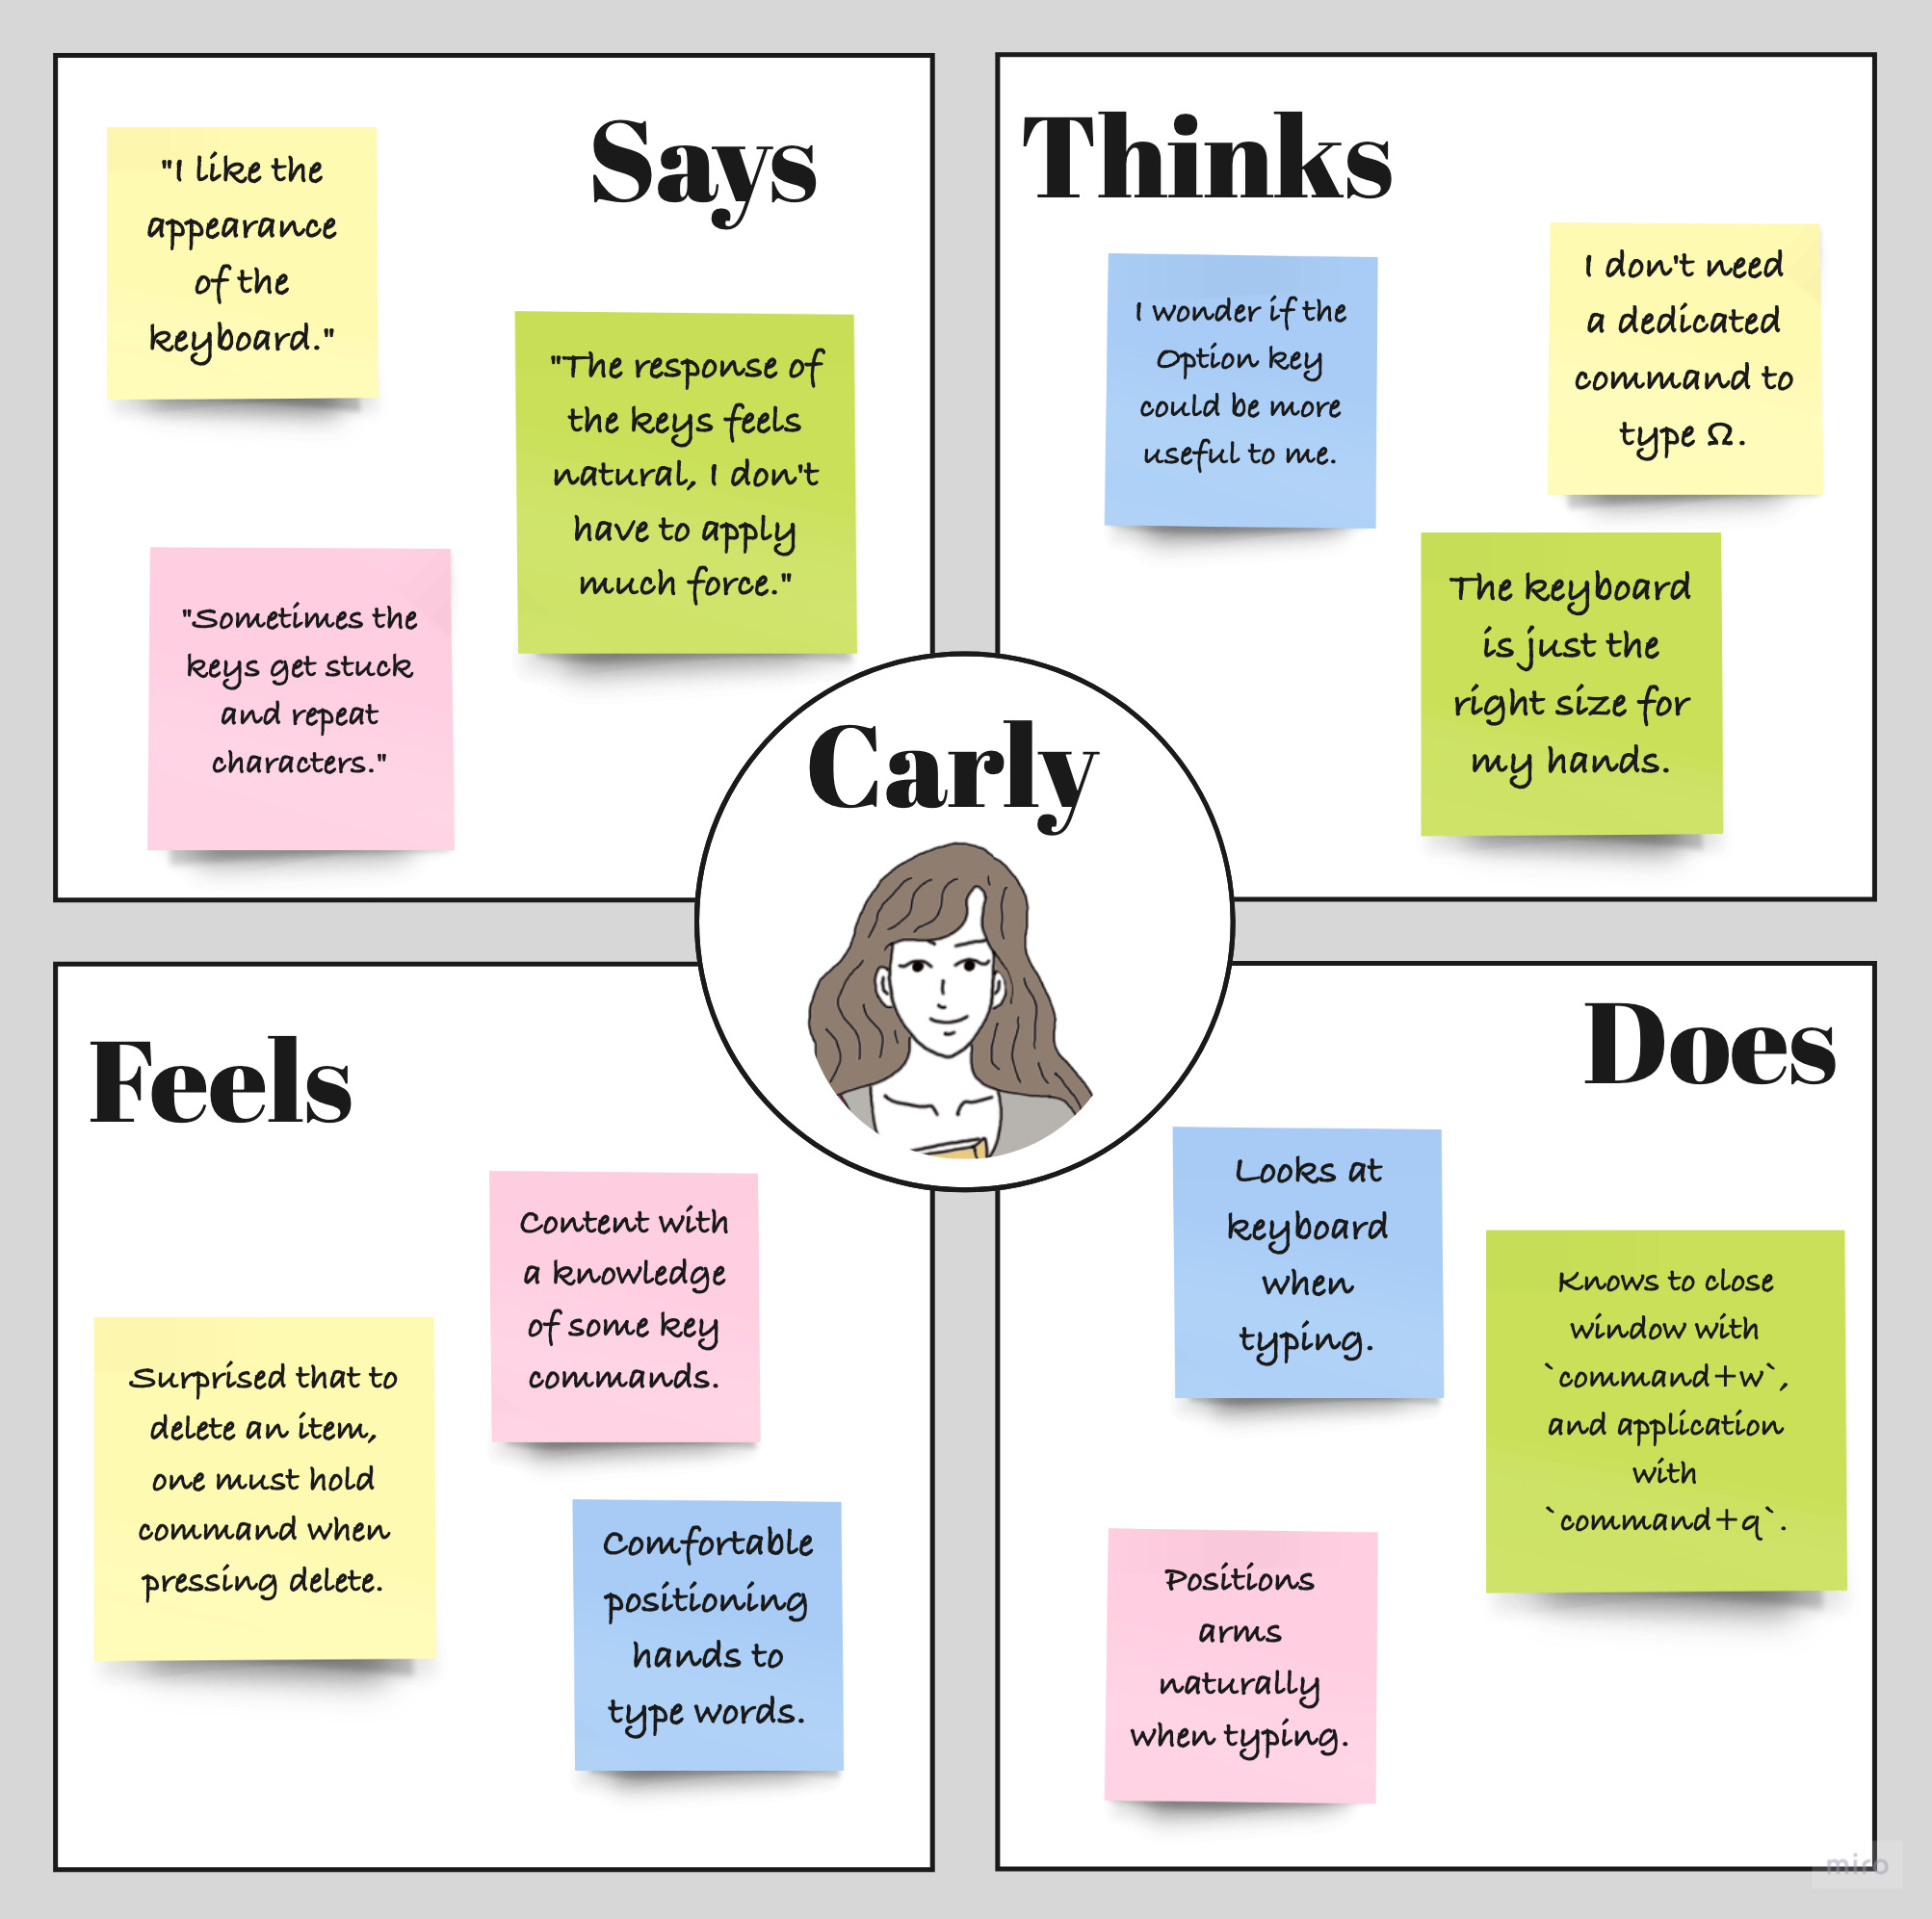 Says
"I like the
appearance
of the
keyboard."
"The response of
the keys feels
natural, I don't
have to apply
much force."
"Sometimes the
keys get stuck
and repeat
characters."
Thinks
I wonder if the
Option key
could be more
useful to me.
I don't need
a dedicated
command to
type Ω.
The keyboard
is just the
right size for
my hands.
Carly
Feels
Content with
a knowledge
of some key
commands.
Surprised that to
delete an item,
one must hold
command when
pressing delete.
Comfortable
positioning
hands to
type words.
Does
Looks at
keyboard
when
typing.
Knows to close
window with
`command+w`,
and application
with
`command+q`.
Positions
arms
naturally
when typing.
miro